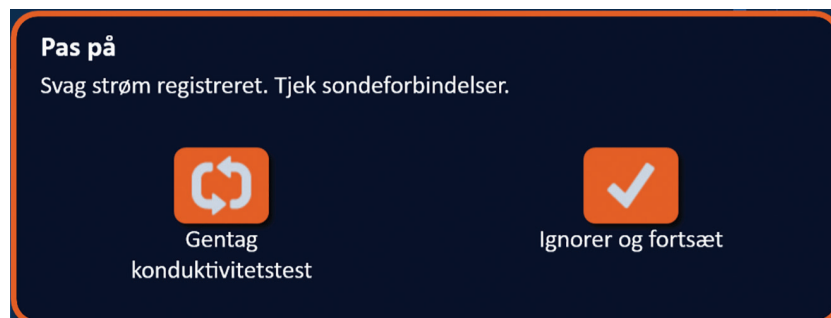 Pas på
Svag strøm registreret. Tjek sondeforbindelser.
Gentag
konduktivitetstest
Ignorer og fortsæt